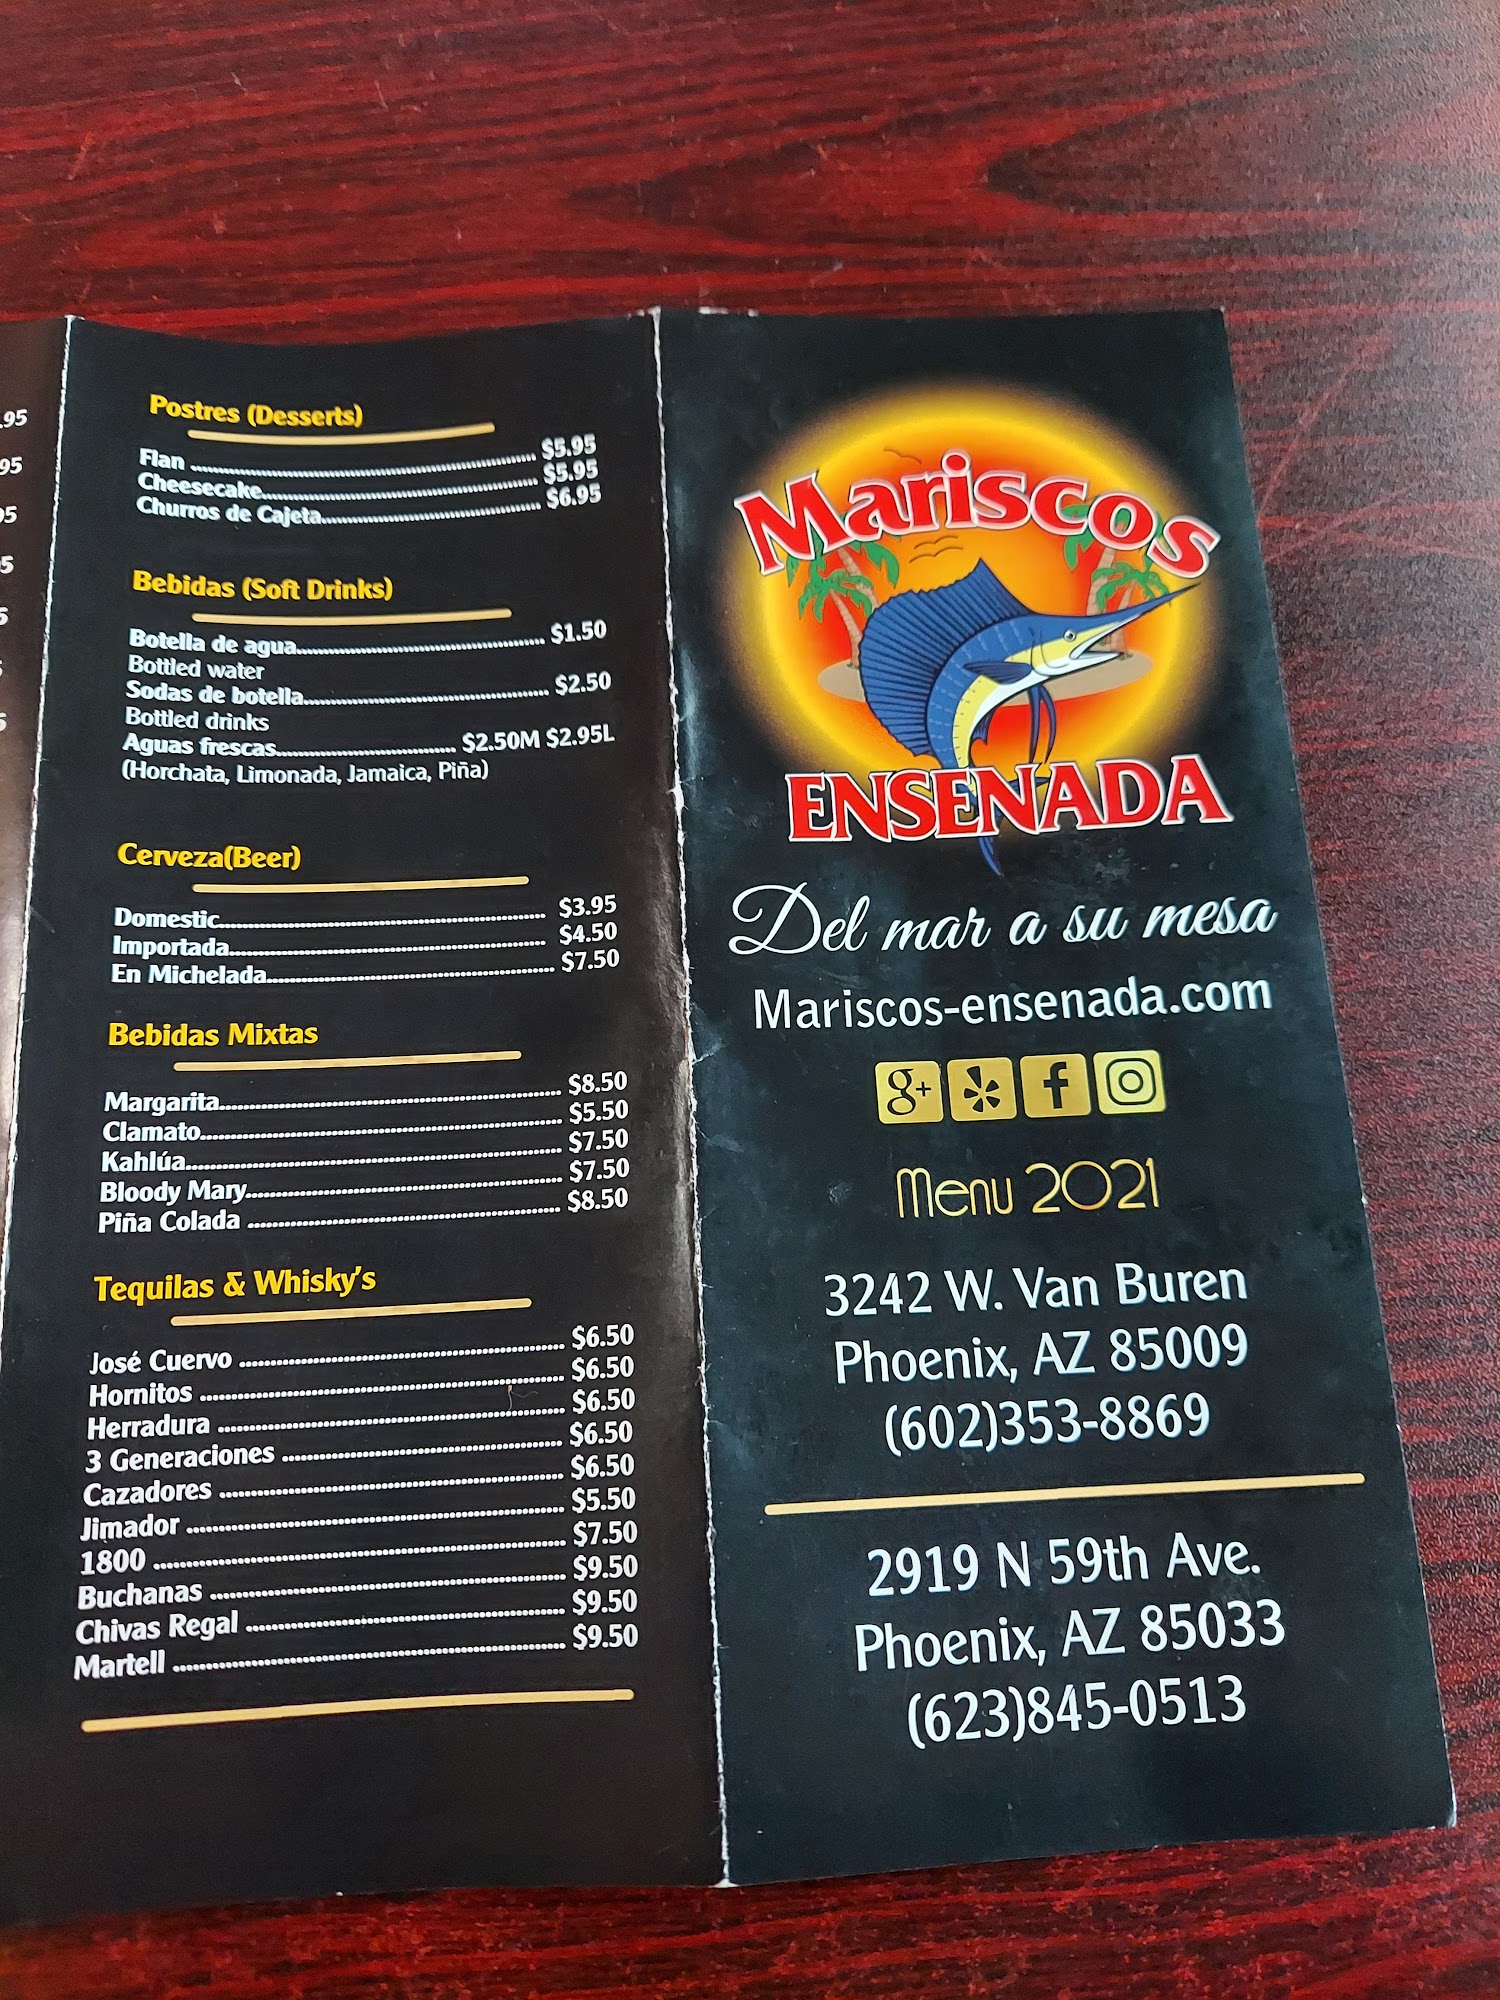 .95
95
95
95
5
5
5
Postres (Desserts)
Flan $5.95
Cheesecake $5.95
Churros de Cajeta $6.95
Bebidas (Soft Drinks)
Botella de agua $1.50
Bottled water
Sodas de botella $2.50
Bottled drinks
Aguas frescas $2.50M $2.95L
(Horchata, Limonada, Jamaica, Piña)
Cerveza(Beer)
Domestic $3.95
Importada $4.50
En Michelada $7.50
Bebidas Mixtas
Margarita $8.50
Clamato $5.50
Kahlúa $7.50
Bloody Mary $7.50
Piña Colada $8.50
Tequilas & Whisky's
José Cuervo $6.50
Hornitos $6.50
Herradura $6.50
3 Generaciones $6.50
Cazadores $6.50
Jimador $5.50
1800 $7.50
Buchanas $9.50
Chivas Regal $9.50
Martell $9.50
Mariscos
ENSENADA
Del mar a su mesa
Mariscos-ensenada.com
g+ f
Menu 2021
3242 W. Van Buren
Phoenix, AZ 85009
(602)353-8869
2919 N 59th Ave.
Phoenix, AZ 85033
(623)845-0513